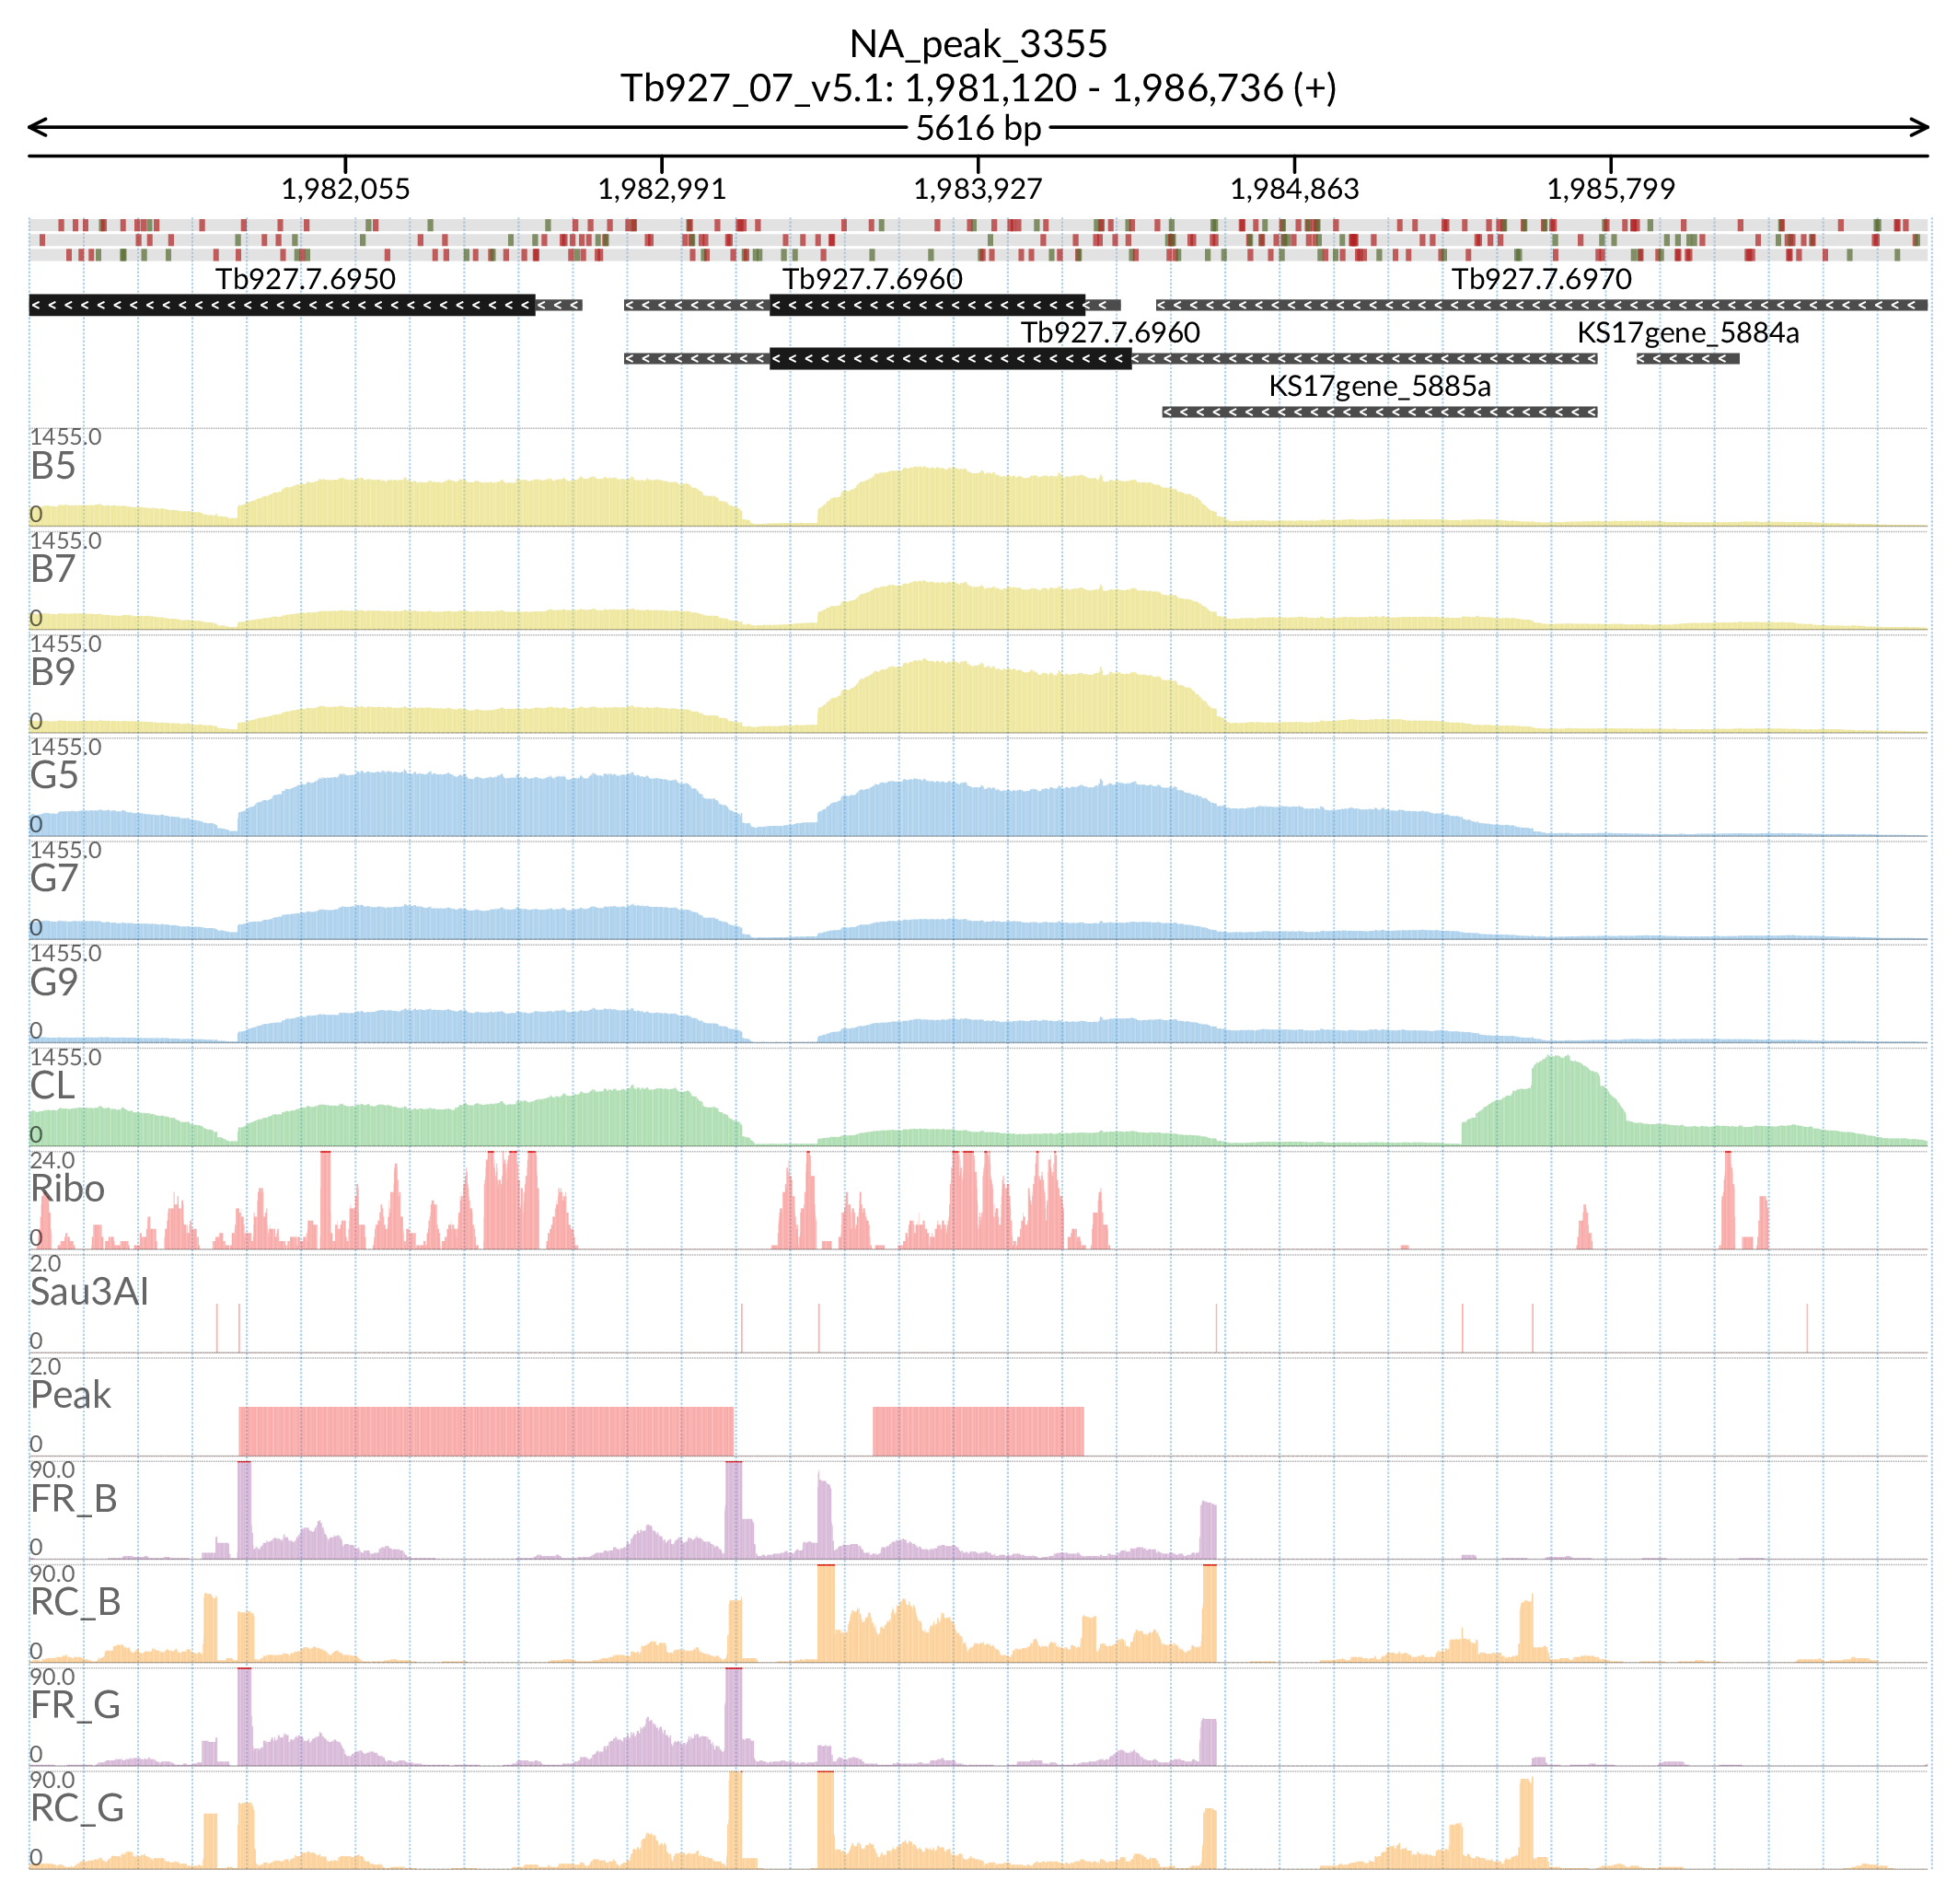 NA_peak_3355
Tb927_07_v5.1: 1,981,120 - 1,986,736 (+)
5616 bp
1,982,055 1,982,991 1,983,927 1,984,863 1,985,799
Tb927.7.6950 Tb927.7.6960 Tb927.7.6970
Tb927.7.6960 KS17gene_5884a
KS17gene_5885a
1455.0
B5
0
1455.0
B7
0
1455.0
B9
0
1455.0
G5
0
1455.0
G7
0
1455.0
G9
0
1455.0
CL
0
24.0
Ribo
0
2.0
Sau3AI
0
2.0
Peak
0
90.0
FR_B
0
90.0
RC_B
0
90.0
FR_G
0
90.0
RC_G
0